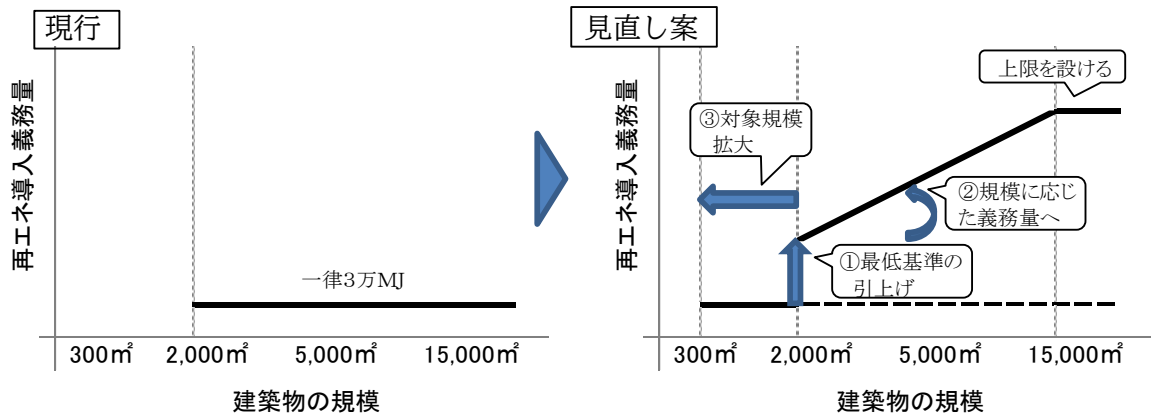 現行
再エネ導入義務量
一律3万MJ
300㎡
2,000㎡
5,000㎡
15,000㎡
建築物の規模
見直し案
再エネ導入義務量
上限を設ける
③対象規模
拡大
②規模に応じ
た義務量へ
①最低基準の
引上げ
300㎡
2,000㎡
5,000㎡
15,000㎡
建築物の規模